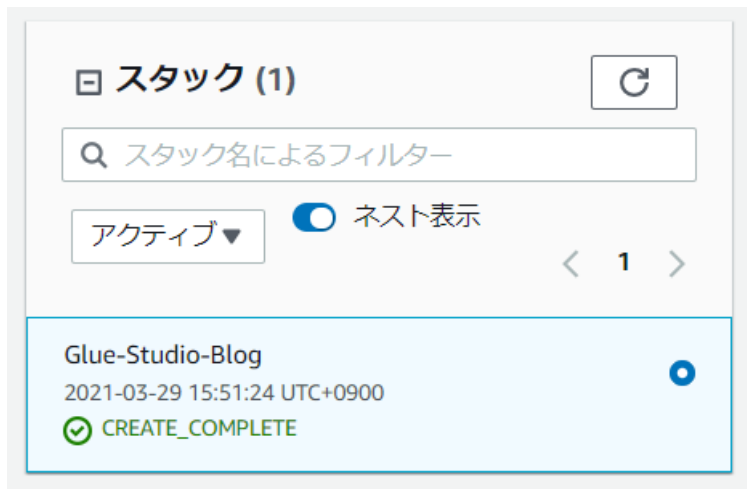 スタック (1)
スタック名によるフィルター
アクティブ▼
ネスト表示
1
Glue-Studio-Blog
2021-03-29 15:51:24 UTC+0900
CREATE_COMPLETE